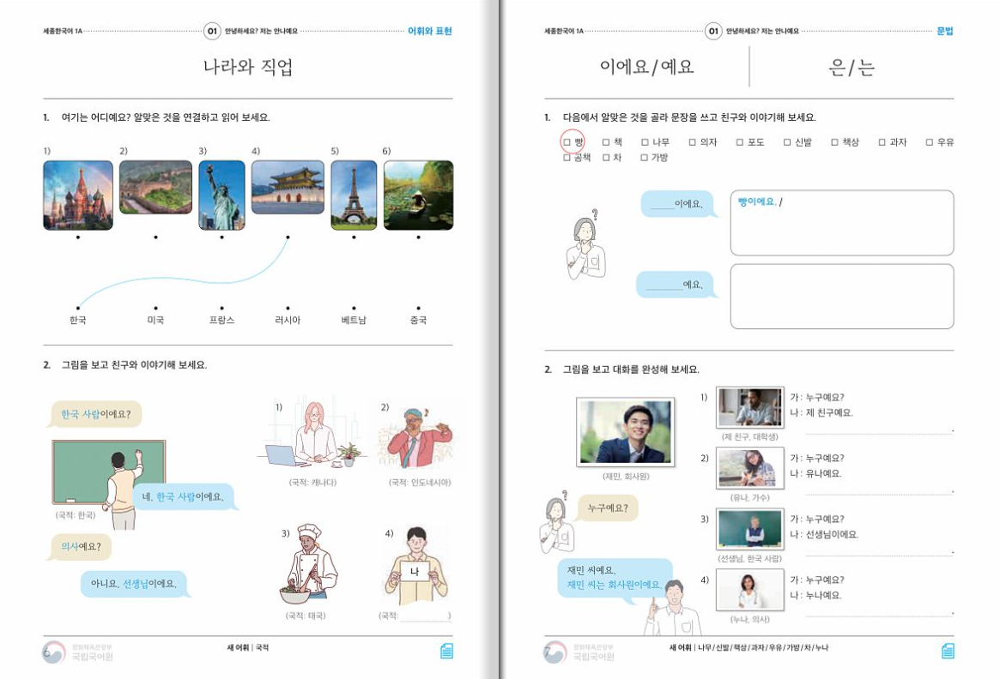 세종한국어 1A
01
안녕하세요? 저는 안나예요
어휘와 표현
나라와 직업
1. 여기는 어디예요? 알맞은 것을 연결하고 읽어 보세요.
1) 2) 3) 4) 5) 6)
한국 미국 프랑스 러시아 베트남 중국
2. 그림을 보고 친구와 이야기해 보세요.
한국 사람이에요?
네, 한국 사람이에요.
(국적: 한국)
의사예요?
아니요, 선생님이에요.
1)
(국적: 캐나다)
2)
(국적: 인도네시아)
3)
(국적: 태국)
4)
나
(국적: )
6
문화체육관광부
국립국어원
새 어휘 | 국적
세종한국어 1A
01
안녕하세요? 저는 안나예요
문법
이에요/예요
은/는
1. 다음에서 알맞은 것을 골라 문장을 쓰고 친구와 이야기해 보세요.
□ 빵 □ 책 □ 나무 □ 의자 □ 포도 □ 신발 □ 책상 □ 과자 □ 우유
□ 공책 □ 차 □ 가방
?
______이에요.
빵이에요. /
________예요.
2. 그림을 보고 대화를 완성해 보세요.
(재민, 회사원)
?
누구예요?
재민 씨예요.
재민 씨는 회사원이에요.
1)
(제 친구, 대학생)
가: 누구예요?
나: 제 친구예요.
.
2)
(유나, 가수)
가: 누구예요?
나: 유나예요.
.
3)
(선생님, 한국 사람)
가: 누구예요?
나: 선생님이에요.
.
4)
(누나, 의사)
가: 누구예요?
나: 누나예요.
.
7
문화체육관광부
국립국어원
새 어휘 | 나무/신발/책상/과자/우유/가방/차/누나